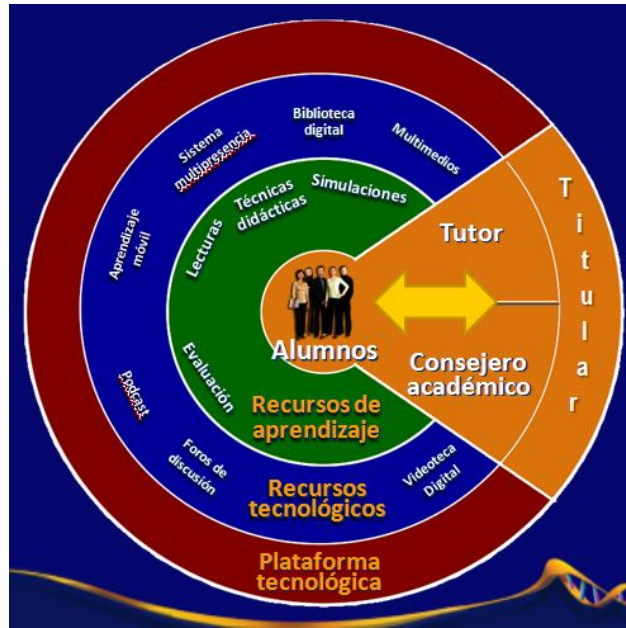 Biblioteca
digital
Multimedios
Sistema
multipresencia
Aprendizaje
móvil
Podcast
Foros de
discusión
Videoteca
Digital
Simulaciones
Técnicas
didácticas
Lecturas
Evaluación
Alumnos
Recursos de
aprendizaje
Recursos
tecnológicos
Plataforma
tecnológica
Tutor
Consejero
académico
Titular